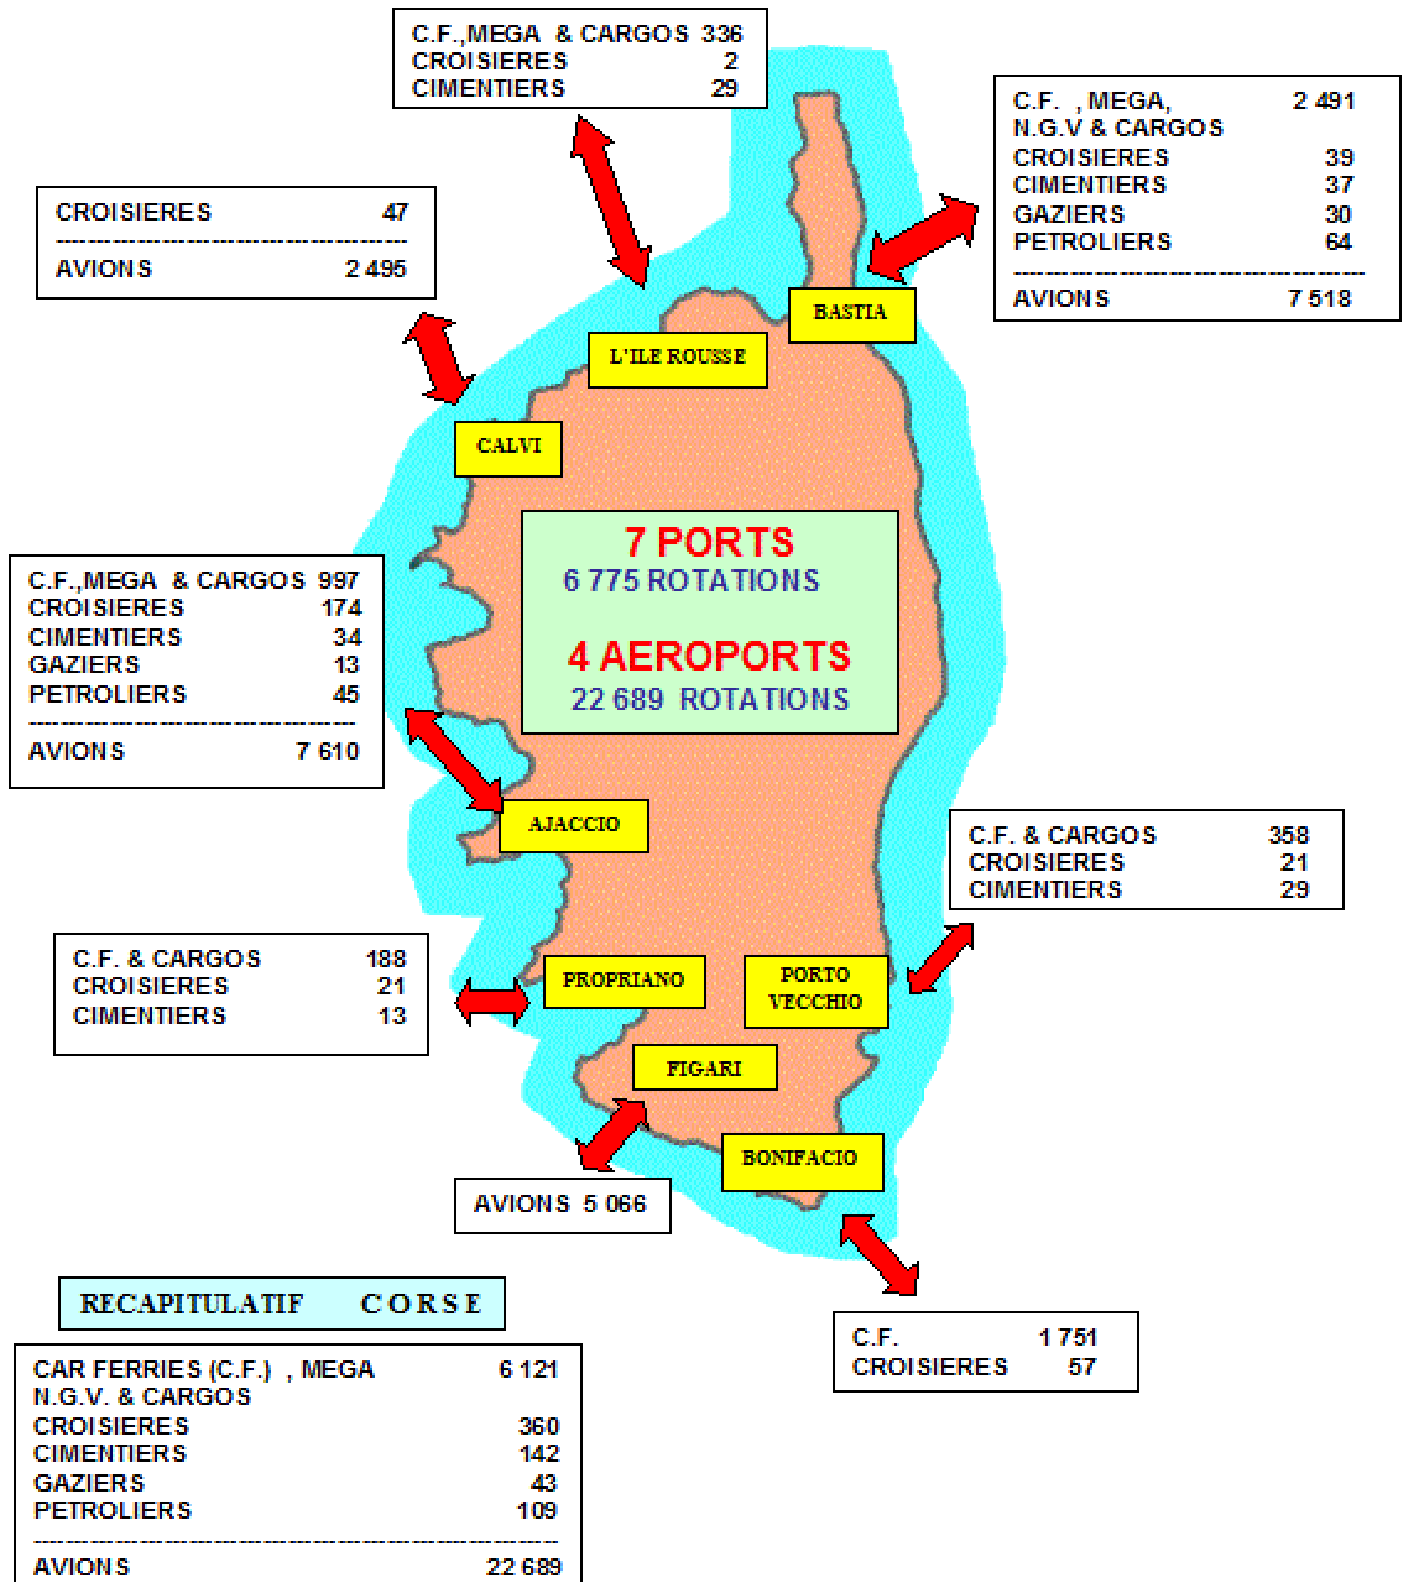 C.F.,MEGA & CARGOS 336
CROISIERES 2
CIMENTIERS 29
C.F. , MEGA, 2 491
N.G.V & CARGOS
CROISIERES 39
CIMENTIERS 37
GAZIERS 30
PETROLIERS 64
AVIONS 7 518
CROISIERES 47
AVIONS 2 495
BASTIA
L'ILE ROUSSE
CALVI
7 PORTS
6 775 ROTATIONS
4 AEROPORTS
22 689 ROTATIONS
C.F.,MEGA & CARGOS 997
CROISIERES 174
CIMENTIERS 34
GAZIERS 13
PETROLIERS 45
AVIONS 7 610
AJACCIO
C.F. & CARGOS 358
CROISIERES 21
CIMENTIERS 29
C.F. & CARGOS 188
CROISIERES 21
CIMENTIERS 13
PROPRIANO
PORTO
VECCHIO
FIGARI
BONIFACIO
AVIONS 5 066
RECAPITULATIF CORSE
C.F. 1 751
CROISIERES 57
CAR FERRIES (C.F.) , MEGA 6 121
N.G.V. & CARGOS
CROISIERES 360
CIMENTIERS 142
GAZIERS 43
PETROLIERS 109
AVIONS 22 689